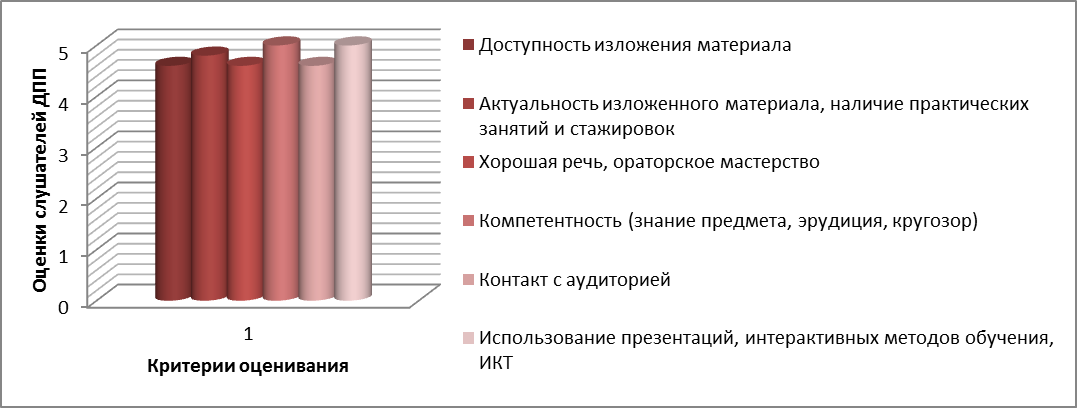 Оценки слушателей ДПП
5
4
3
2
1
0
1
Критерии оценивания
Доступность изложения материала
Актуальность изложенного материала, наличие практических
занятий и стажировок
Хорошая речь, ораторское мастерство
Компетентность (знание предмета, эрудиция, кругозор)
Контакт с аудиторией
Использование презентаций, интерактивных методов обучения,
ИКТ